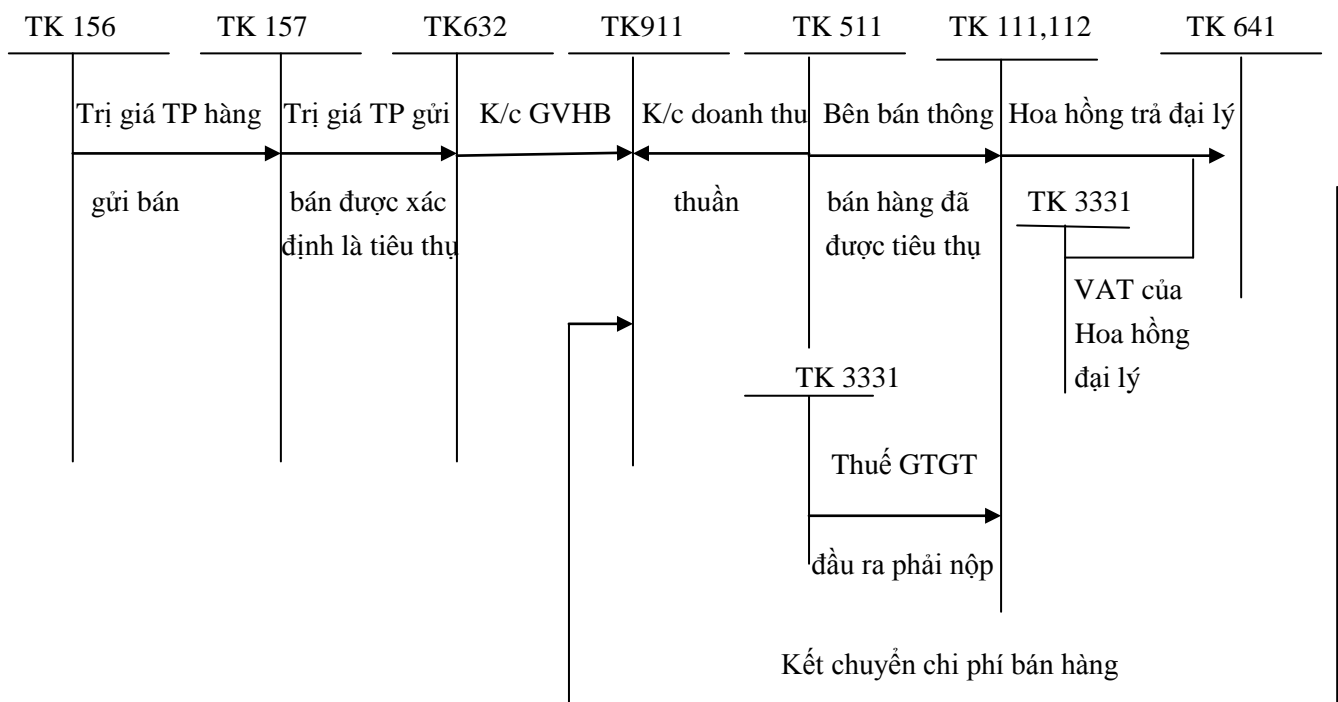 TK 156 TK 157 TK632 TK911 TK 511 TK 111,112 TK 641
Trị giá TP hàng Trị giá TP gửi K/c GVHB K/c doanh thu Bên bán thông Hoa hồng trả đại lý
gửi bán bán được xác thuần bán hàng đã TK 3331
định là tiêu thụ được tiêu thụ
VAT của
Hoa hồng
đại lý
TK 3331
Thuế GTGT
đầu ra phải nộp
Kết chuyển chi phí bán hàng